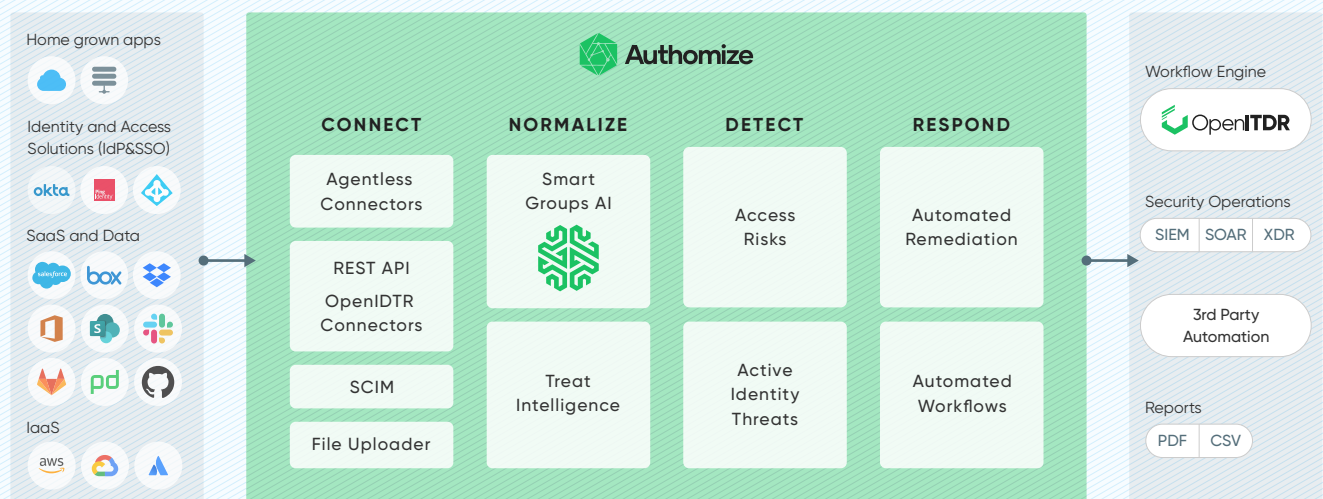 Home grown apps
Identity and Access
Solutions (IdP&SSO)
okta
Ping
Identity
SaaS and Data
salesforce
box
S
pd
IaaS
aws
Authomize
CONNECT
Agentless
Connectors
REST API
OpenIDTR
Connectors
SCIM
File Uploader
NORMALIZE
Smart
Groups AI
Treat
Intelligence
DETECT
Access
Risks
Active
Identity
Threats
RESPOND
Automated
Remediation
Automated
Workflows
Workflow Engine
OpenITDR
Security Operations
SIEM SOAR XDR
3rd Party
Automation
Reports
PDF CSV